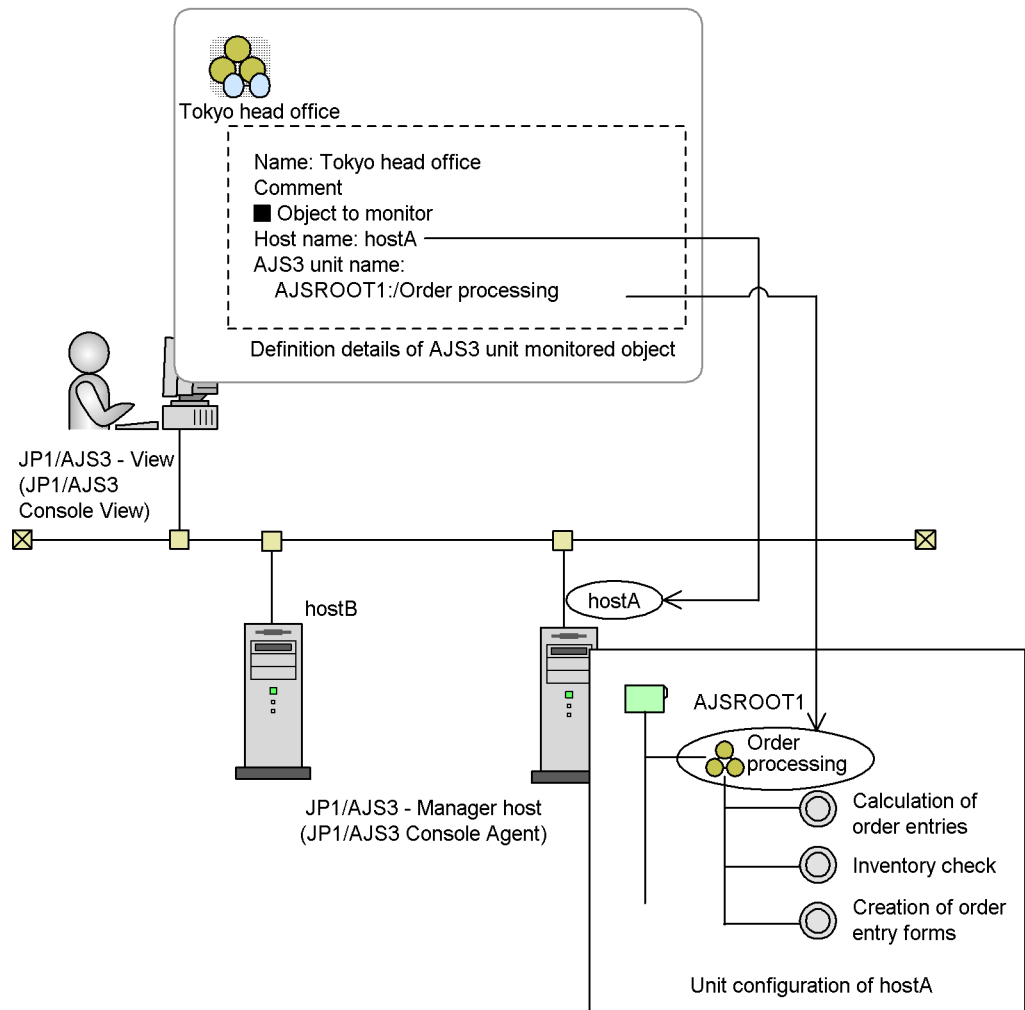 Tokyo head office
Name: Tokyo head office
Comment
Object to monitor
Host name: hostA
AJS3 unit name:
AJSROOT1:/Order processing
Definition details of AJS3 unit monitored object
JP1/AJS3 - View
(JP1/AJS3
Console View)
hostB
hostA
JP1/AJS3 - Manager host
(JP1/AJS3 Console Agent)
AJSROOT1
Order
processing
Calculation of
order entries
Inventory check
Creation of order
entry forms
Unit configuration of hostA